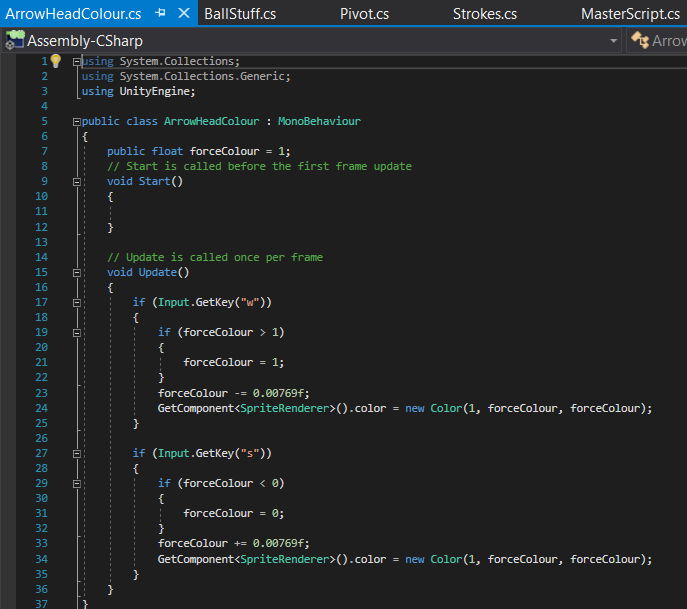 ArrowHeadColour.cs BallStuff.cs Pivot.cs Strokes.cs MasterScript.cs
Assembly-CSharp Arrow
1 using System.Collections;
2 using System.Collections.Generic;
3 using UnityEngine;
4
5 public class ArrowHeadColour : MonoBehaviour
6 {
7 public float forceColour = 1;
8 // Start is called before the first frame update
9 void Start()
10 {
11
12 }
13
14 // Update is called once per frame
15 void Update()
16 {
17 if (Input.GetKey("w"))
18 {
19 if (forceColour > 1)
20 {
21 forceColour = 1;
22 }
23 forceColour -= 0.00769f;
24 GetComponent<SpriteRenderer>().color = new Color(1, forceColour, forceColour);
25 }
26
27 if (Input.GetKey("s"))
28 {
29 if (forceColour < 0)
30 {
31 forceColour = 0;
32 }
33 forceColour += 0.00769f;
34 GetComponent<SpriteRenderer>().color = new Color(1, forceColour, forceColour);
35 }
36 }
37 }